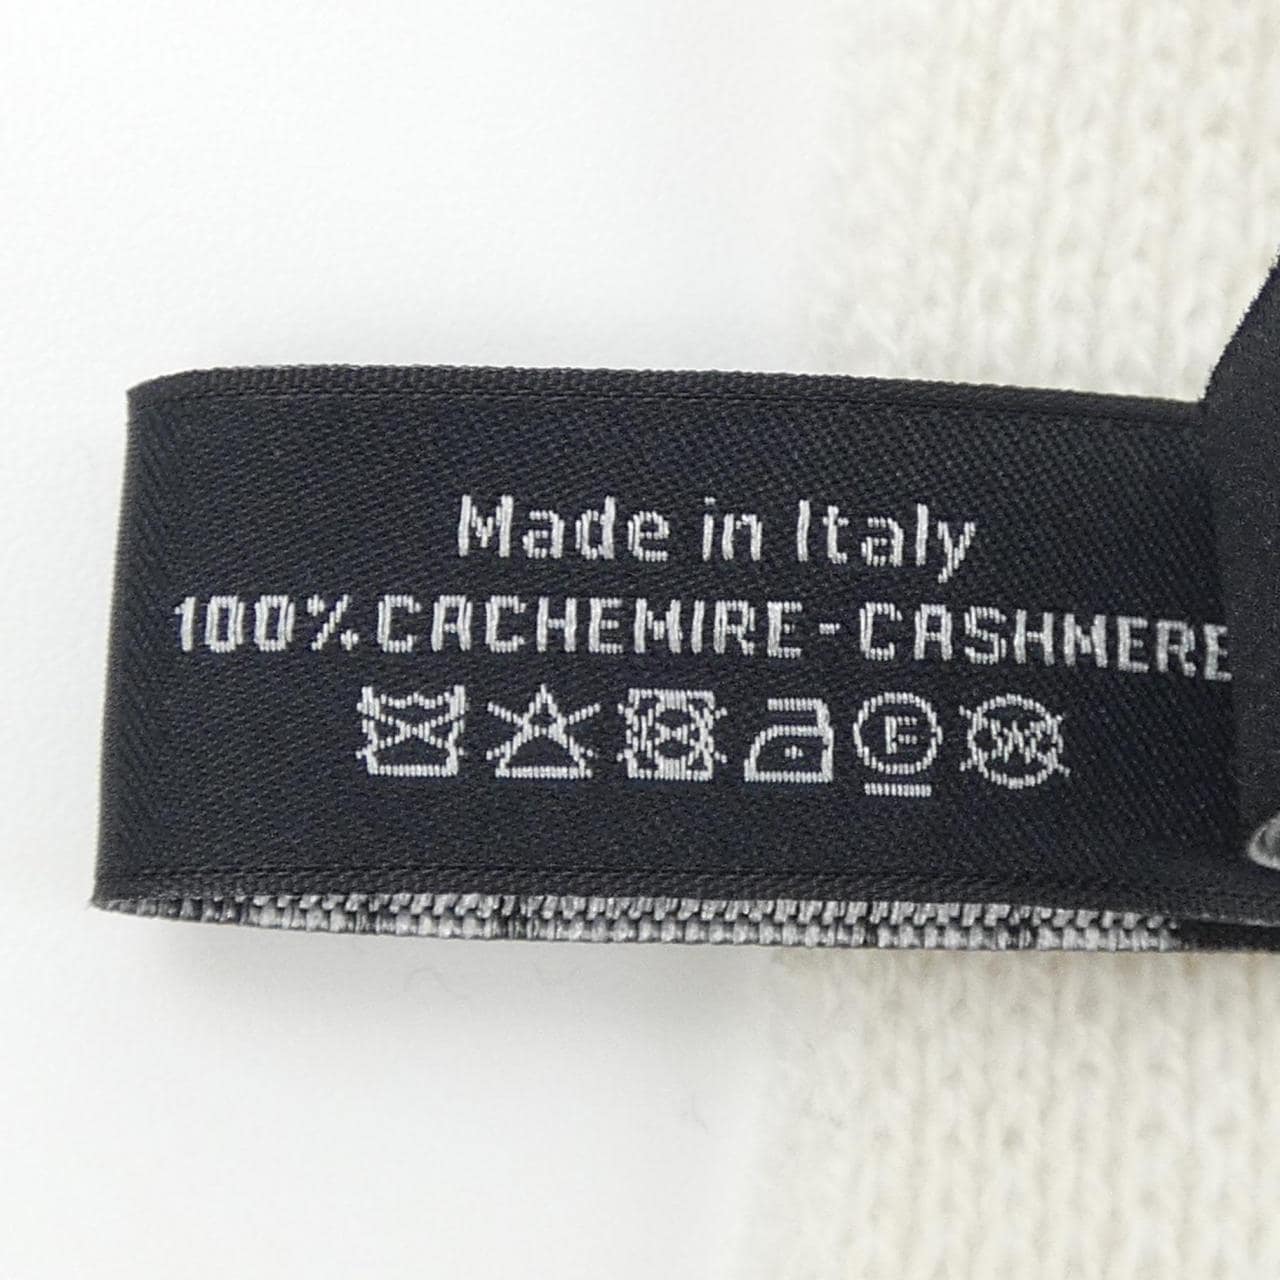 Made in Italy
100% CACHEMIRE-CASHMERE
F
W